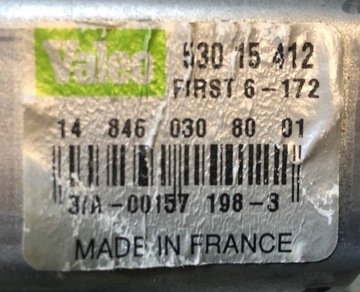 Valeo
530 15 412
FIRST 6-172
14 846 030 80 01
3/A-00157 198-3
MADE IN FRANCE